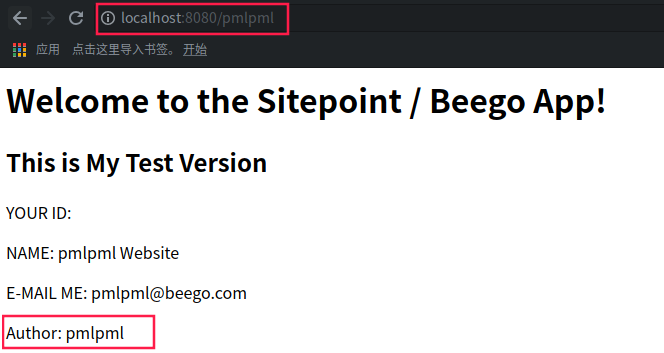 localhost:8080/pmlpml
应用 点击这里导入书签。 开始
Welcome to the Sitepoint / Beego App!
This is My Test Version
YOUR ID:
NAME: pmlpml Website
E-MAIL ME: pmlpml@beego.com
Author: pmlpml